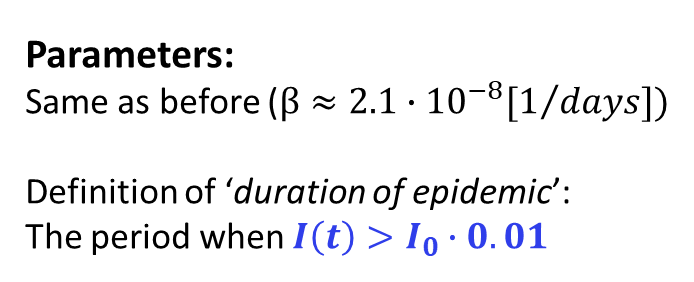 Parameters:
Same as before (β ≈ 2.1 · 10⁻⁸[1/days])
Definition of ‘duration of epidemic’:
The period when I(t) > I₀ · 0.01